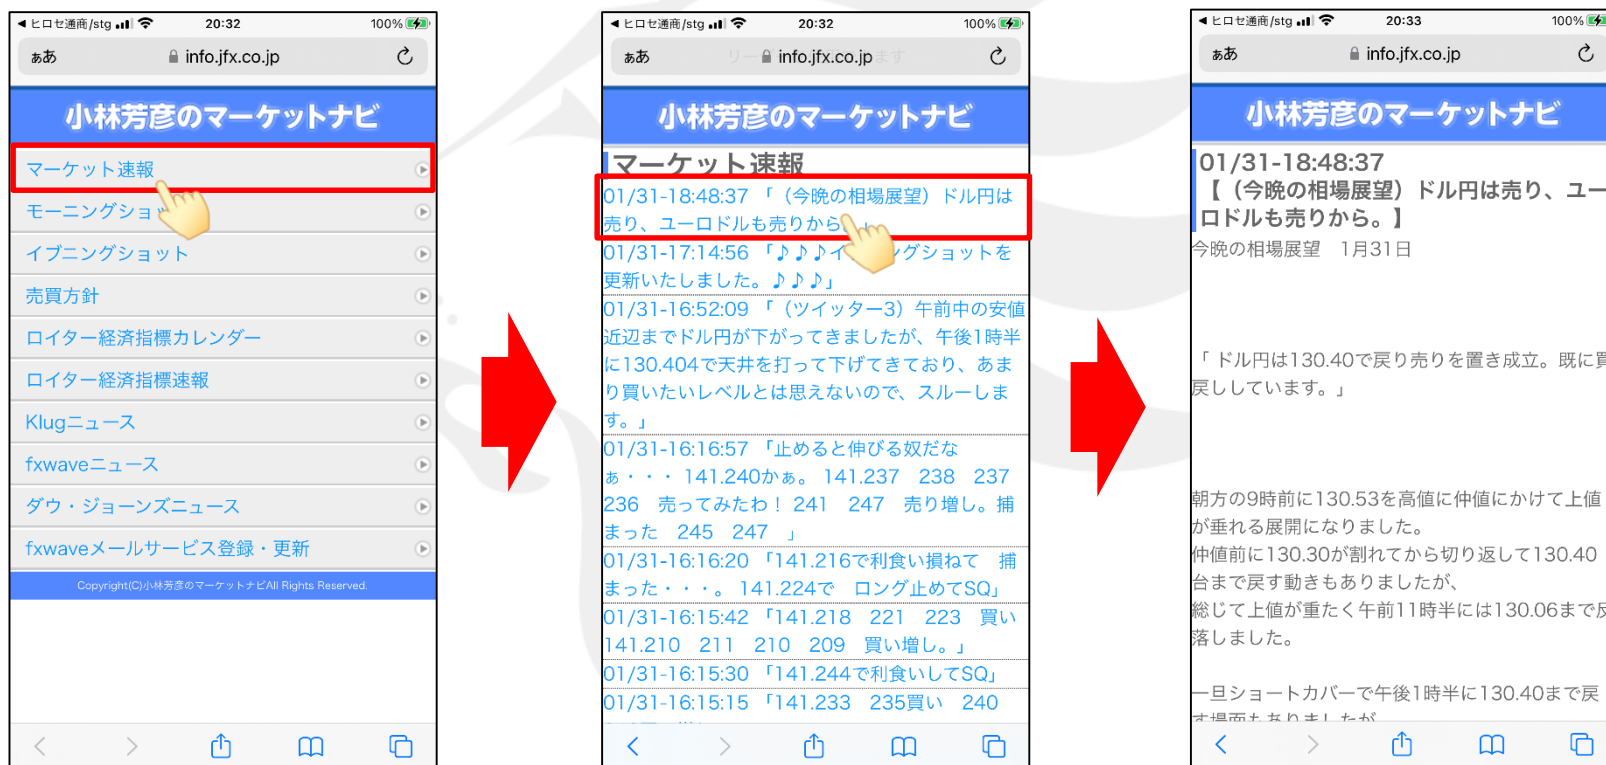 ◀ヒロセ通商/stg 20:32 100%
ぁあ info.jfx.co.jp
小林芳彦のマーケットナビ
マーケット速報
モーニングショ
イブニングショット
売買方針
ロイター経済指標カレンダー
ロイター経済指標速報
Klugニュース
fxwaveニュース
ダウ・ジョーンズニュース
fxwaveメールサービス登録・更新
Copyright(C)小林芳彦のマーケットナビAll Rights Reserved.
◀ヒロセ通商/stg 20:32 100%
ぁあ info.jfx.co.jp
小林芳彦のマーケットナビ
マーケット速報
01/31-18:48:37 「（今晩の相場展望）ドル円は
売り、ユーロドルも売りから。」
01/31-17:14:56 「♪♪♪イ ングショットを
更新いたしました。♪♪♪」
01/31-16:52:09 「（ツイッター3）午前中の安値
近辺までドル円が下がってきましたが、午後1時半
に130.404で天井を打って下げてきており、あま
り買いたいレベルとは思えないので、スルーしま
す。」
01/31-16:16:57 「止めると伸びる奴だな
ぁ・・・ 141.240かぁ。 141.237 238 237
236 売ってみたわ！ 241 247 売り増し。捕
まった 245 247 」
01/31-16:16:20 「141.216で利食い損ねて 捕
まった・・・。 141.224で ロング止めてSQ」
01/31-16:15:42 「141.218 221 223 買い
141.210 211 210 209 買い増し。」
01/31-16:15:30 「141.244で利食いしてSQ」
01/31-16:15:15 「141.233 235買い 240
◀ヒロセ通商/stg 20:33 100%
ぁあ info.jfx.co.jp
小林芳彦のマーケットナビ
01/31-18:48:37
【（今晩の相場展望）ドル円は売り、ユー
ロドルも売りから。】
今晩の相場展望 1月31日
「 ドル円は130.40で戻り売りを置き成立。既に買
戻ししています。」
朝方の9時前に130.53を高値に仲値にかけて上値
が垂れる展開になりました。
仲値前に130.30が割れてから切り返して130.40
台まで戻す動きもありましたが、
総じて上値が重たく午前11時半には130.06まで反
落しました。
一旦ショートカバーで午後1時半に130.40まで戻
す場面もありましたが